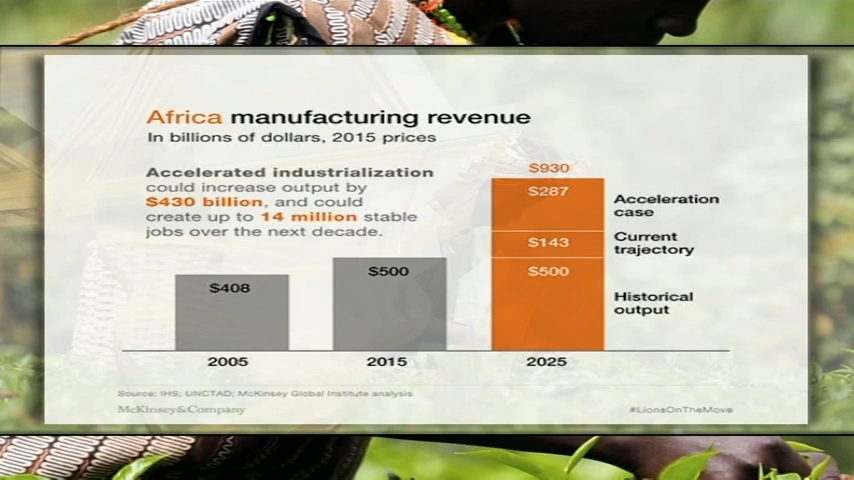 Africa manufacturing revenue
In billions of dollars, 2015 prices
Accelerated industrialization
could increase output by
$430 billion, and could
create up to 14 million stable
jobs over the next decade.
$408
$500
$930
$287
$143
$500
Acceleration
case
Current
trajectory
Historical
output
2005
2015
2025
Source: IHS; UNCTAD; McKinsey Global Institute analysis
McKinsey&Company
#LionsOnTheMove